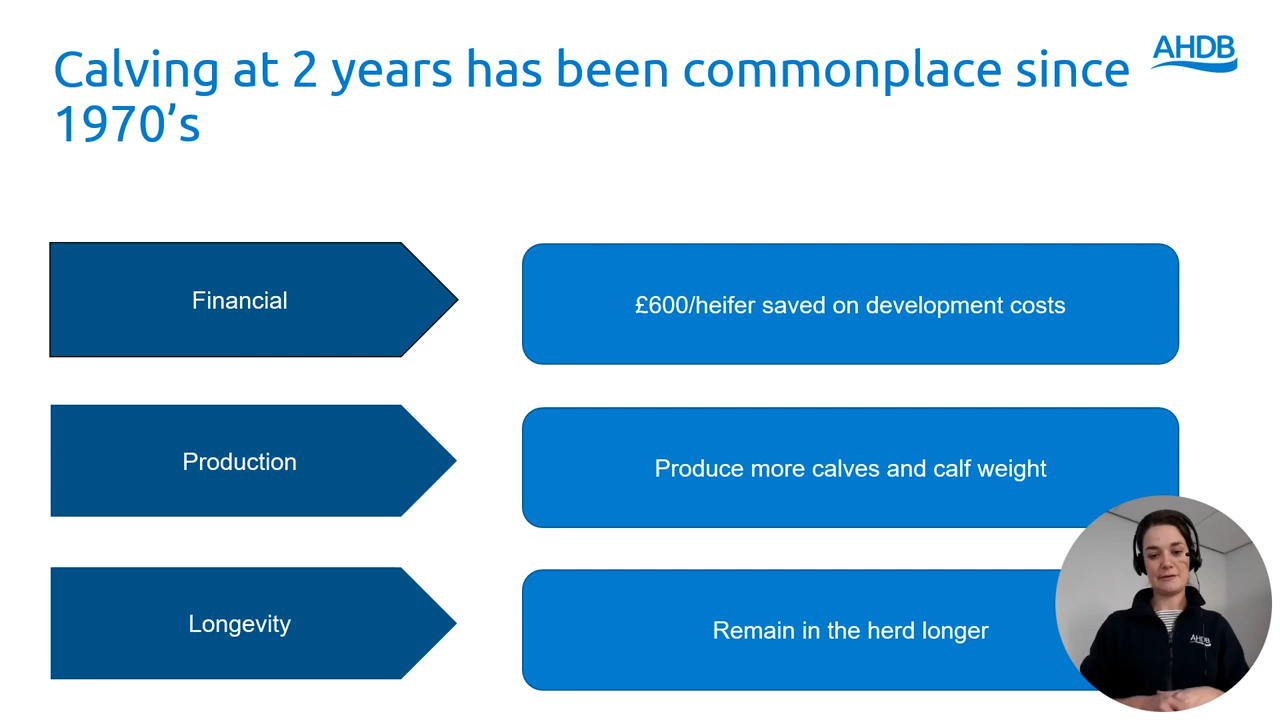 Calving at 2 years has been commonplace since
1970’s
AHDB
Financial
£600/heifer saved on development costs
Production
Produce more calves and calf weight
Longevity
Remain in the herd longer
AHDB